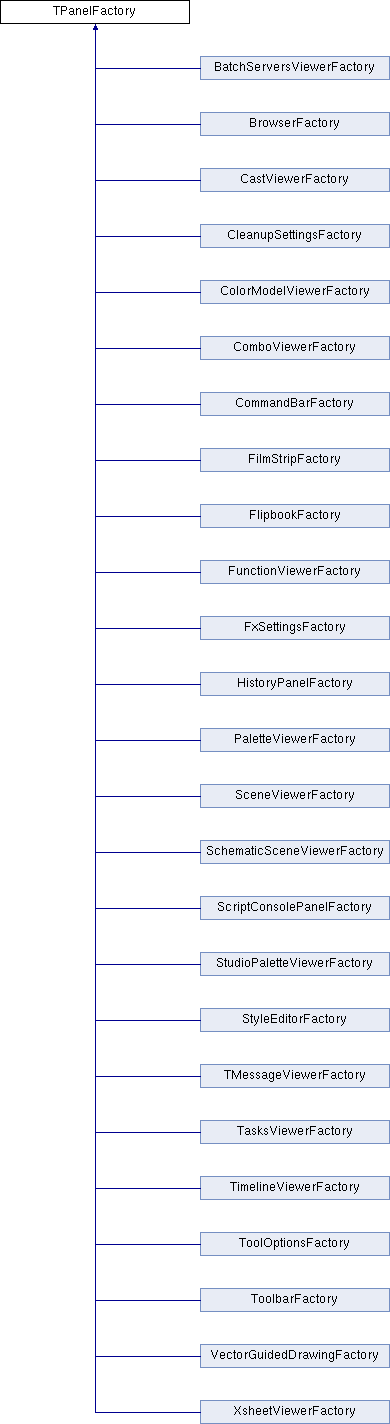 TPanelFactory
BatchServersViewerFactory
BrowserFactory
CastViewerFactory
CleanupSettingsFactory
ColorModelViewerFactory
ComboViewerFactory
CommandBarFactory
FilmStripFactory
FlipbookFactory
FunctionViewerFactory
FxSettingsFactory
HistoryPanelFactory
PaletteViewerFactory
SceneViewerFactory
SchematicSceneViewerFactory
ScriptConsolePanelFactory
StudioPaletteViewerFactory
StyleEditorFactory
TMessageViewerFactory
TasksViewerFactory
TimelineViewerFactory
ToolOptionsFactory
ToolbarFactory
VectorGuidedDrawingFactory
XsheetViewerFactory